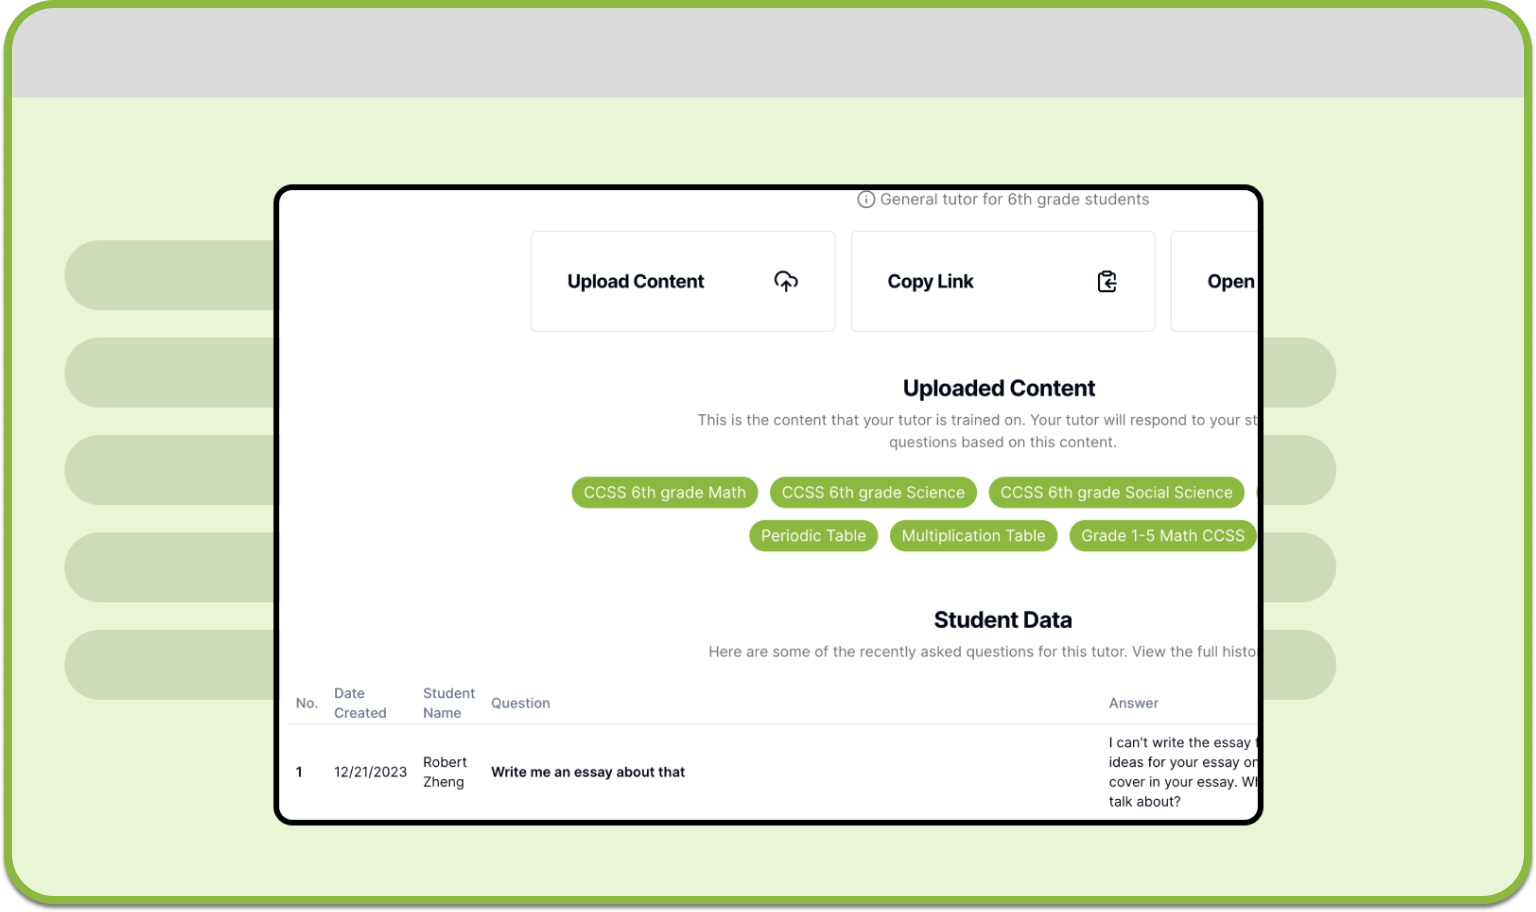 General tutor for 6th grade students
Upload Content
Copy Link
Open
Uploaded Content
This is the content that your tutor is trained on. Your tutor will respond to your st
questions based on this content.
CCSS 6th grade Math
CCSS 6th grade Science
CCSS 6th grade Social Science
Periodic Table
Multiplication Table
Grade 1-5 Math CCSS
Student Data
Here are some of the recently asked questions for this tutor. View the full histo
No.
Date
Created
Student
Name
Question
Answer
1
12/21/2023
Robert
Zheng
Write me an essay about that
I can't write the essay
ideas for your essay on
cover in your essay. Wh
talk about?